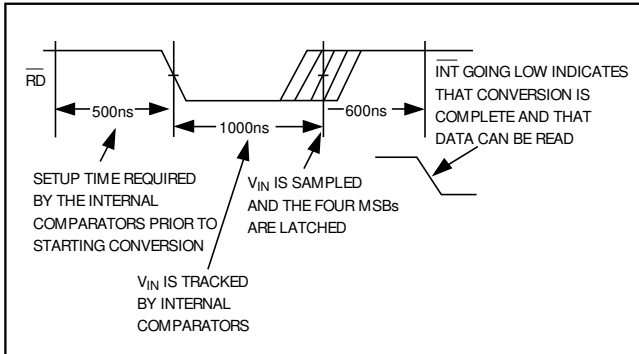 RD
500ns
1000ns
600ns
INT GOING LOW INDICATES
THAT CONVERSION IS
COMPLETE AND THAT
DATA CAN BE READ
SETUP TIME REQUIRED
BY THE INTERNAL
COMPARATORS PRIOR TO
STARTING CONVERSION
VIN IS SAMPLED
AND THE FOUR MSBs
ARE LATCHED
VIN IS TRACKED
BY INTERNAL
COMPARATORS